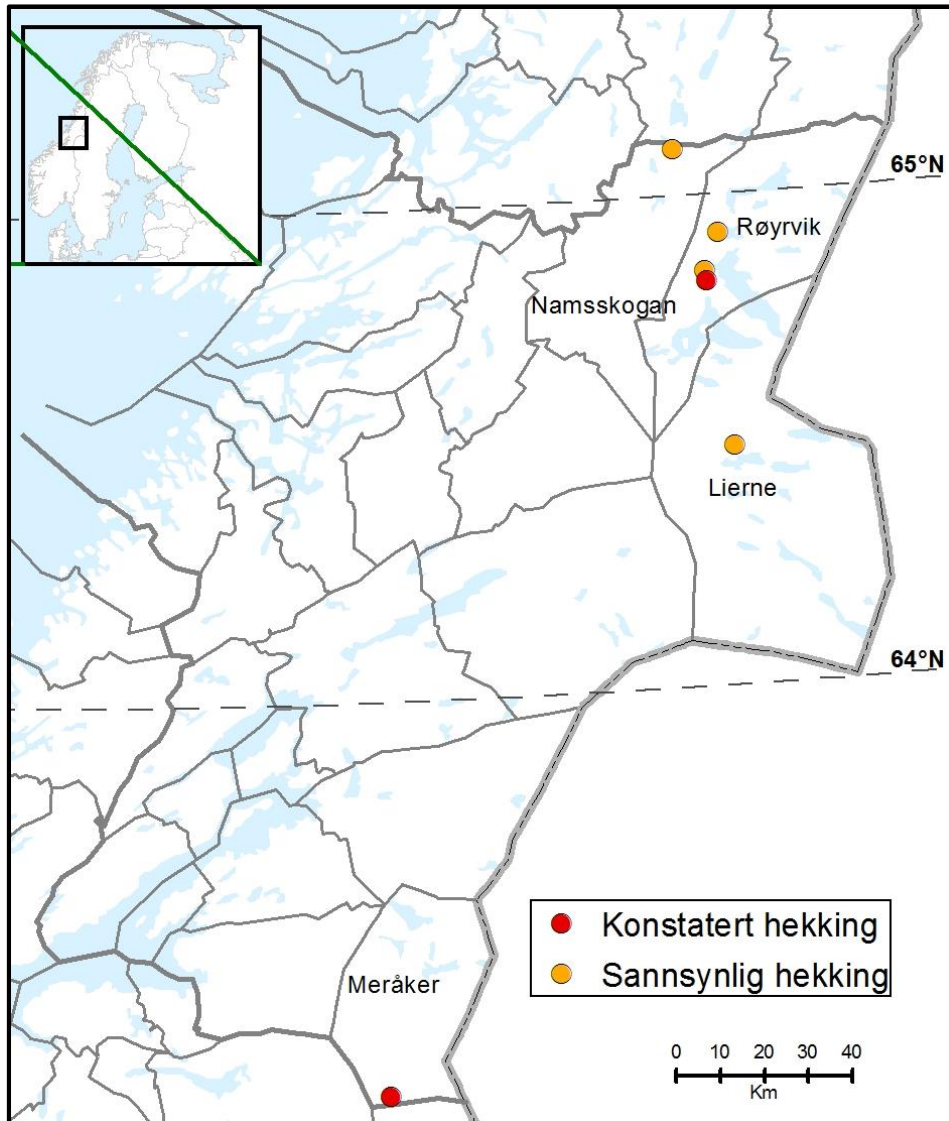 65°N
Røyrvik
Namsskogan
Lierne
64°N
Konstatert hekking
Sannsynlig hekking
Meråker
0 10 20 30 40
Km